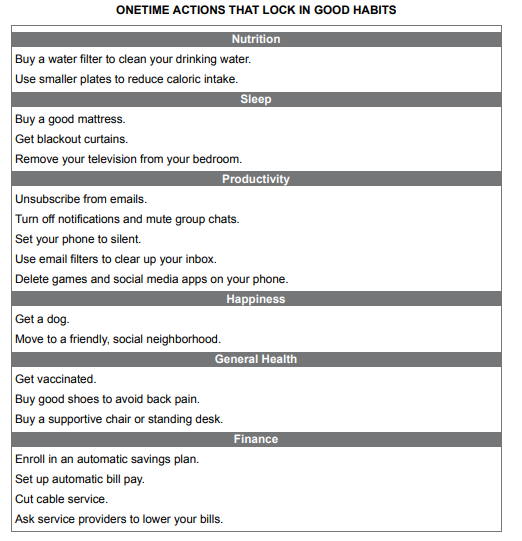 ONETIME ACTIONS THAT LOCK IN GOOD HABITS
Nutrition
Buy a water filter to clean your drinking water.
Use smaller plates to reduce caloric intake.
Sleep
Buy a good mattress.
Get blackout curtains.
Remove your television from your bedroom.
Productivity
Unsubscribe from emails.
Turn off notifications and mute group chats.
Set your phone to silent.
Use email filters to clear up your inbox.
Delete games and social media apps on your phone.
Happiness
Get a dog.
Move to a friendly, social neighborhood.
General Health
Get vaccinated.
Buy good shoes to avoid back pain.
Buy a supportive chair or standing desk.
Finance
Enroll in an automatic savings plan.
Set up automatic bill pay.
Cut cable service.
Ask service providers to lower your bills.